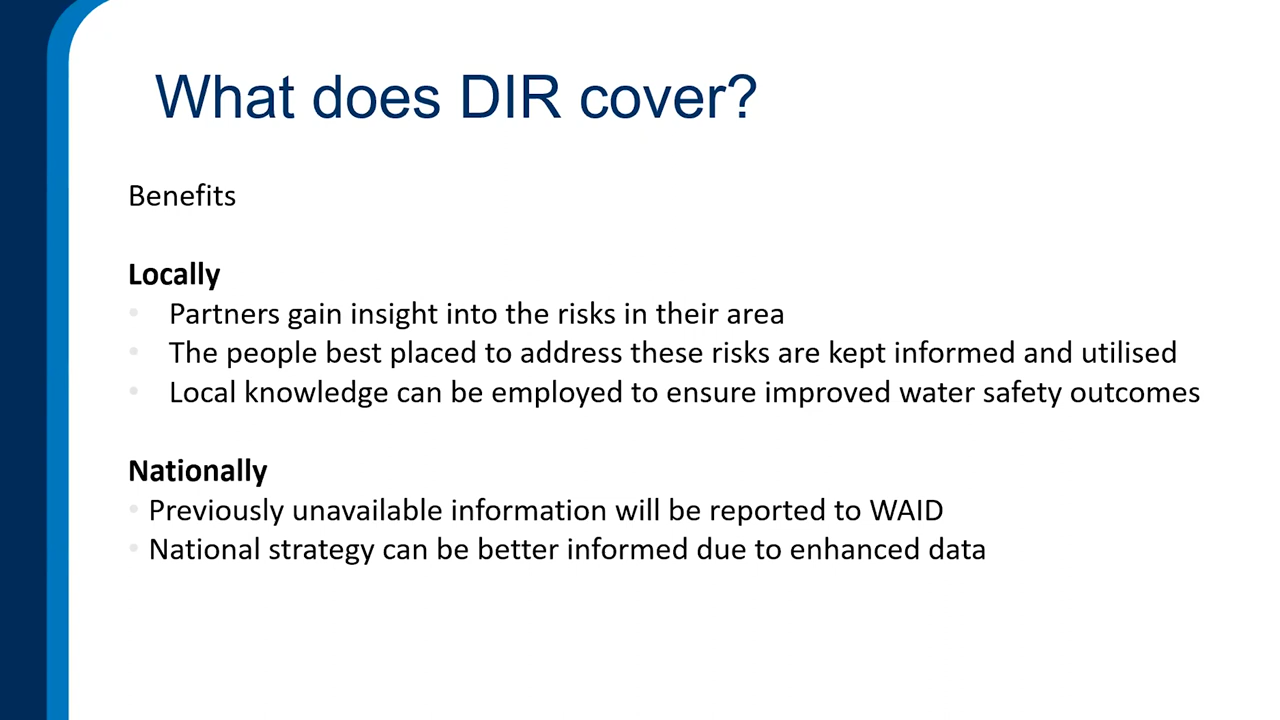 What does DIR cover?
Benefits
Locally
• Partners gain insight into the risks in their area
• The people best placed to address these risks are kept informed and utilised
• Local knowledge can be employed to ensure improved water safety outcomes
Nationally
• Previously unavailable information will be reported to WAID
• National strategy can be better informed due to enhanced data